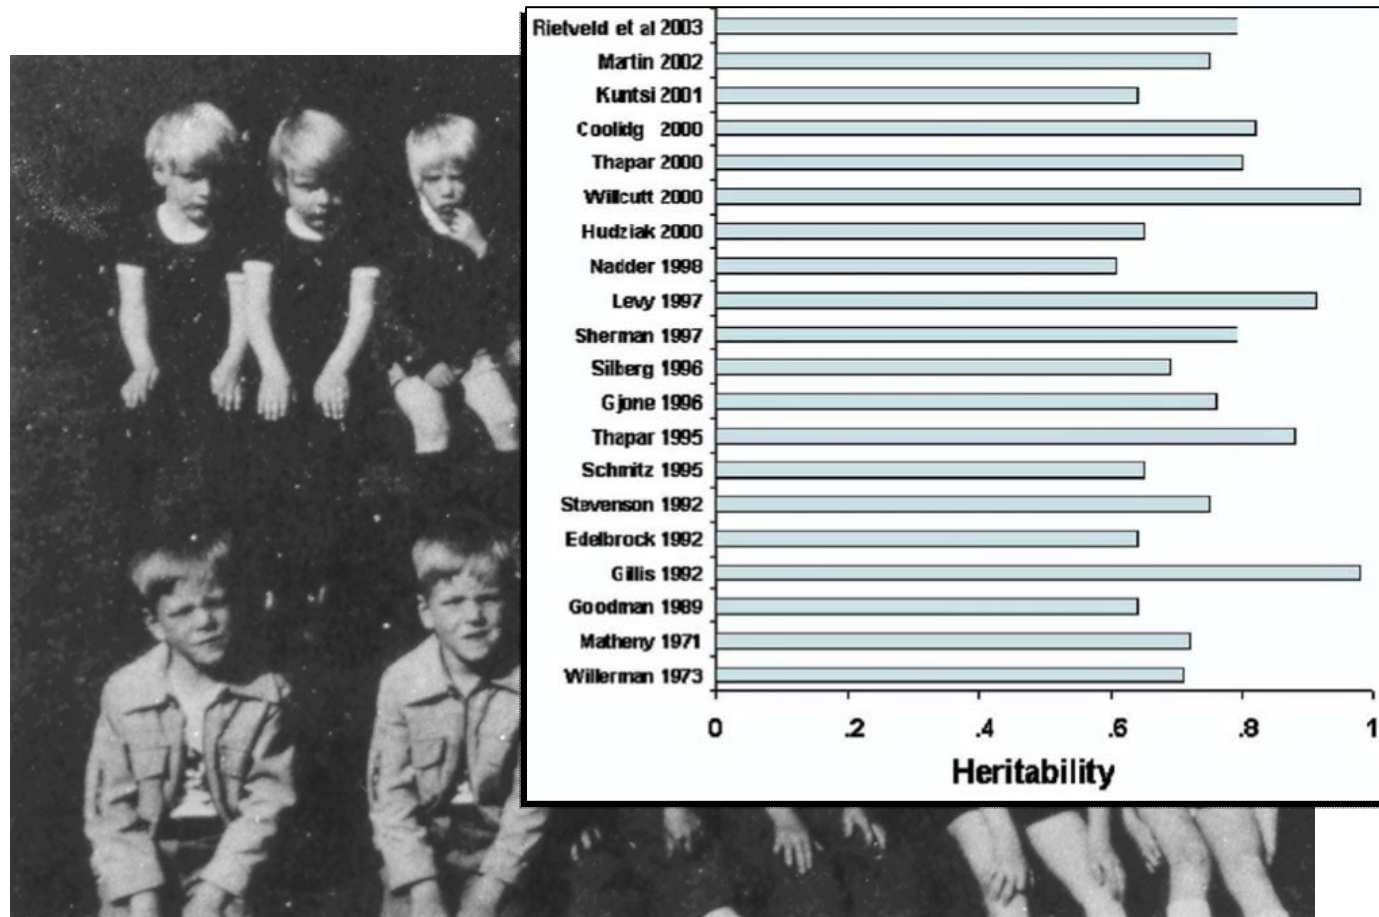 Rietveld et al 2003
Martin 2002
Kuntsi 2001
Coolidg 2000
Thapar 2000
Willcutt 2000
Hudziak 2000
Nadder 1998
Levy 1997
Sherman 1997
Silberg 1996
Gjone 1996
Thapar 1995
Schmitz 1995
Stevenson 1992
Edelbrock 1992
Gillis 1992
Goodman 1989
Matheny 1971
Willerman 1973
0 .2 .4 .6 .8 1
Heritability